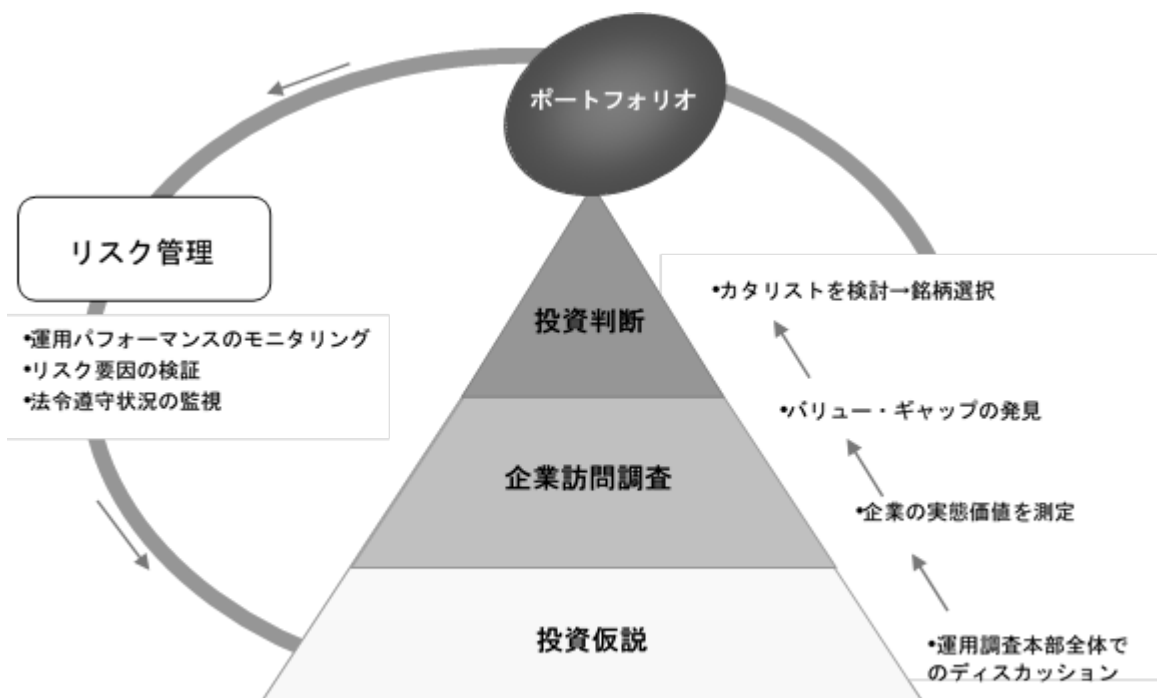 ポートフォリオ
リスク管理
•運用パフォーマンスのモニタリング
•リスク要因の検証
•法令遵守状況の監視
投資判断
企業訪問調査
投資仮説
•カタリストを検討→銘柄選択
•バリュー・ギャップの発見
•企業の実態価値を測定
•運用調査本部全体で
のディスカッション